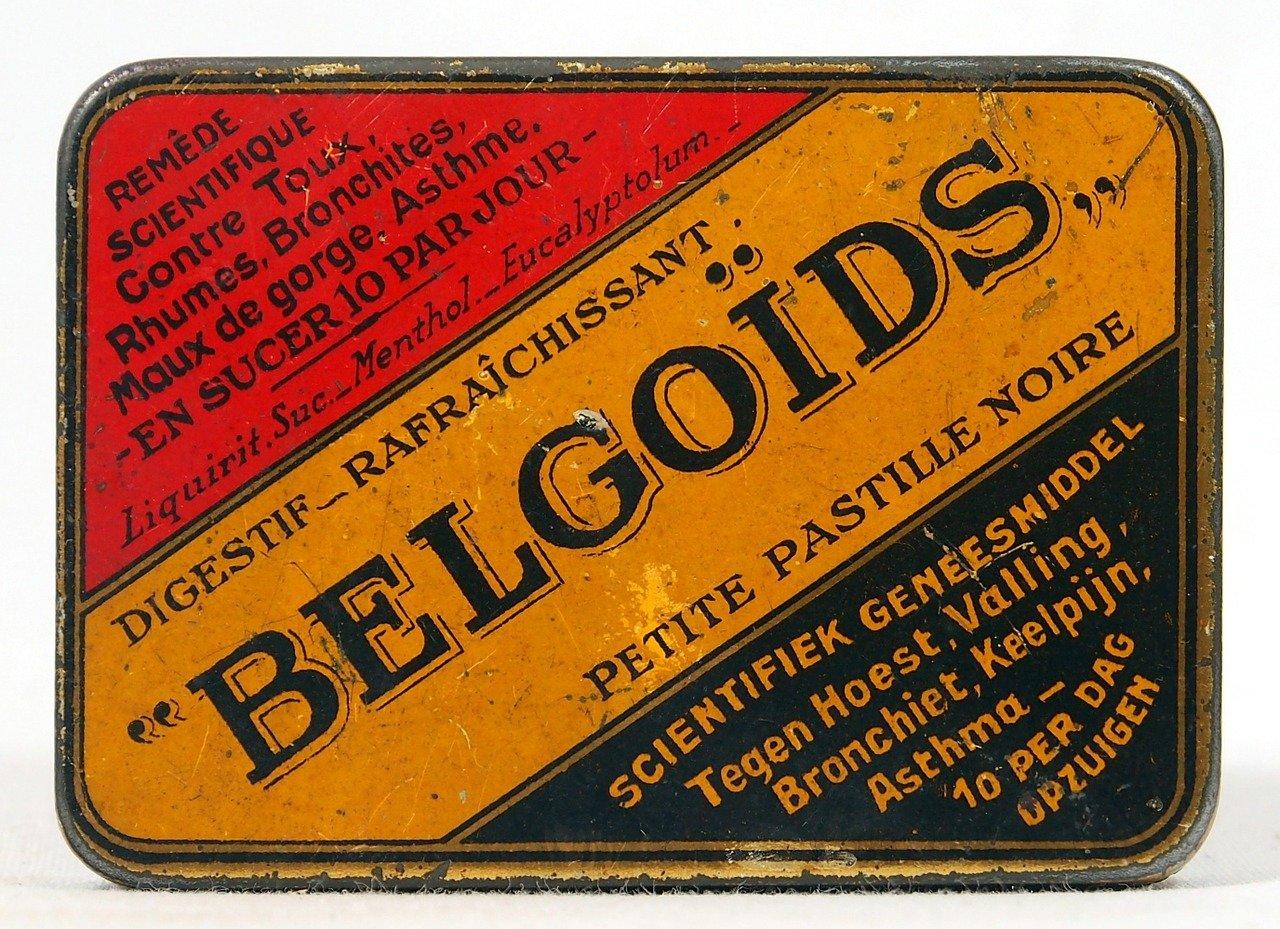 REMÊDE
SCIENTIFIQUE
Contre Toux,
Rhumes, Bronchites,
Maux de gorge, Asthme.
-EN SUCER 10 PAR JOUR-
Liquirit. Suc._Menthol._Eucalyptolum._
DIGESTIF_RAFRAÎCHISSANT
“BELGOÏDS„
PETITE PASTILLE NOIRE
SCIENTIFIEK GENEESMIDDEL
Tegen Hoest, Valling,
Bronchiet, Keelpijn,
Asthma —
10 PER DAG
OPZUIGEN